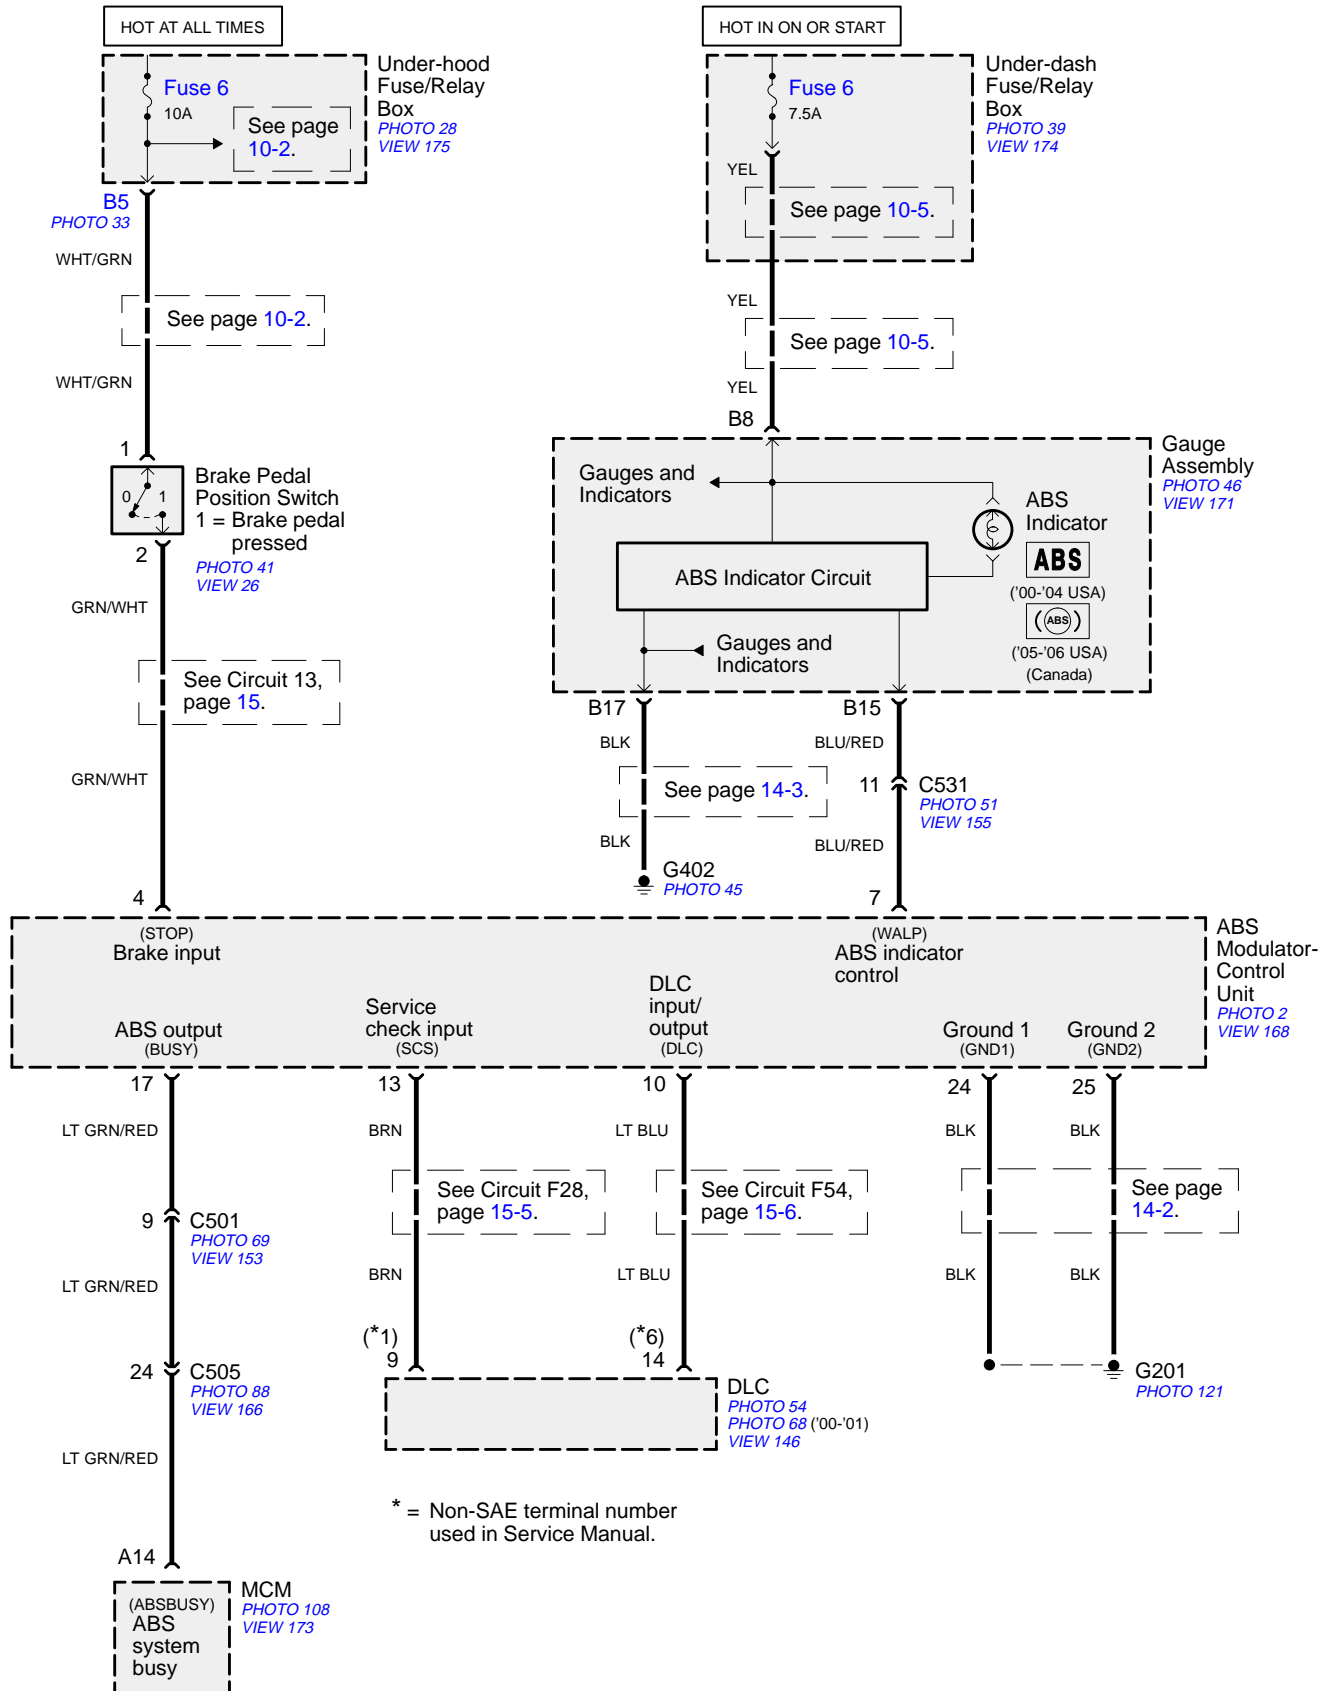 HOT AT ALL TIMES
HOT IN ON OR START
Fuse 6
10A
See page
10-2.
Under-hood
Fuse/Relay
Box
PHOTO 28
VIEW 175
Fuse 6
7.5A
YEL
See page 10-5.
Under-dash
Fuse/Relay
Box
PHOTO 39
VIEW 174
B5
PHOTO 33
WHT/GRN
See page 10-2.
WHT/GRN
YEL
See page 10-5.
YEL
B8
1
0 1
Brake Pedal
Position Switch
1 = Brake pedal
pressed
PHOTO 41
VIEW 26
2
GRN/WHT
See Circuit 13,
page 15.
GRN/WHT
4
Gauges and
Indicators
ABS
Indicator
ABS
('00-'04 USA)
(ABS)
('05-'06 USA)
(Canada)
ABS Indicator Circuit
Gauges and
Indicators
Gauge
Assembly
PHOTO 46
VIEW 171
B17
BLK
See page 14-3.
BLK
G402
PHOTO 45
B15
BLU/RED
11
C531
PHOTO 51
VIEW 155
BLU/RED
7
(STOP)
Brake input
(WALP)
ABS indicator
control
ABS
Modulator-
Control
Unit
PHOTO 2
VIEW 168
ABS output
(BUSY)
Service
check input
(SCS)
DLC
input/
output
(DLC)
Ground 1
(GND1)
Ground 2
(GND2)
17
13
10
24
25
LT GRN/RED
BRN
LT BLU
BLK
BLK
9
C501
PHOTO 69
VIEW 153
See Circuit F28,
page 15-5.
See Circuit F54,
page 15-6.
See page
14-2.
LT GRN/RED
BRN
LT BLU
BLK
BLK
24
C505
PHOTO 88
VIEW 166
(*1)
9
(*6)
14
DLC
PHOTO 54
PHOTO 68 ('00-'01)
VIEW 146
G201
PHOTO 121
LT GRN/RED
* = Non-SAE terminal number
used in Service Manual.
A14
(ABSBUSY)
ABS
system
busy
MCM
PHOTO 108
VIEW 173